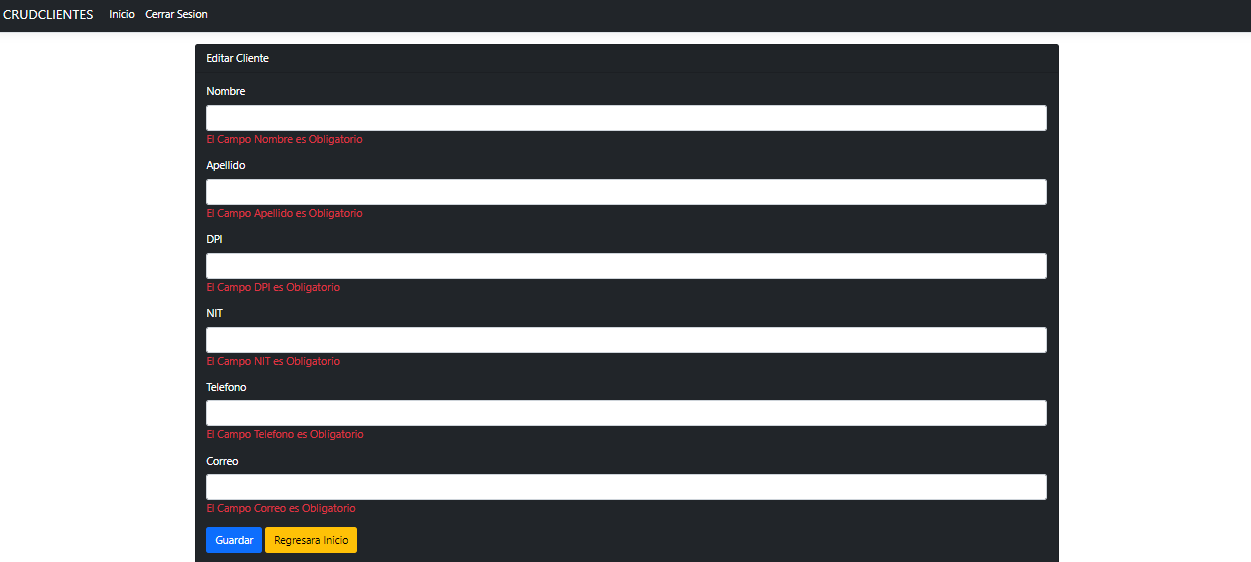 CRUDCLIENTES Inicio Cerrar Sesion
Editar Cliente
Nombre
El Campo Nombre es Obligatorio
Apellido
El Campo Apellido es Obligatorio
DPI
El Campo DPI es Obligatorio
NIT
El Campo NIT es Obligatorio
Telefono
El Campo Telefono es Obligatorio
Correo
El Campo Correo es Obligatorio
Guardar Regresara Inicio